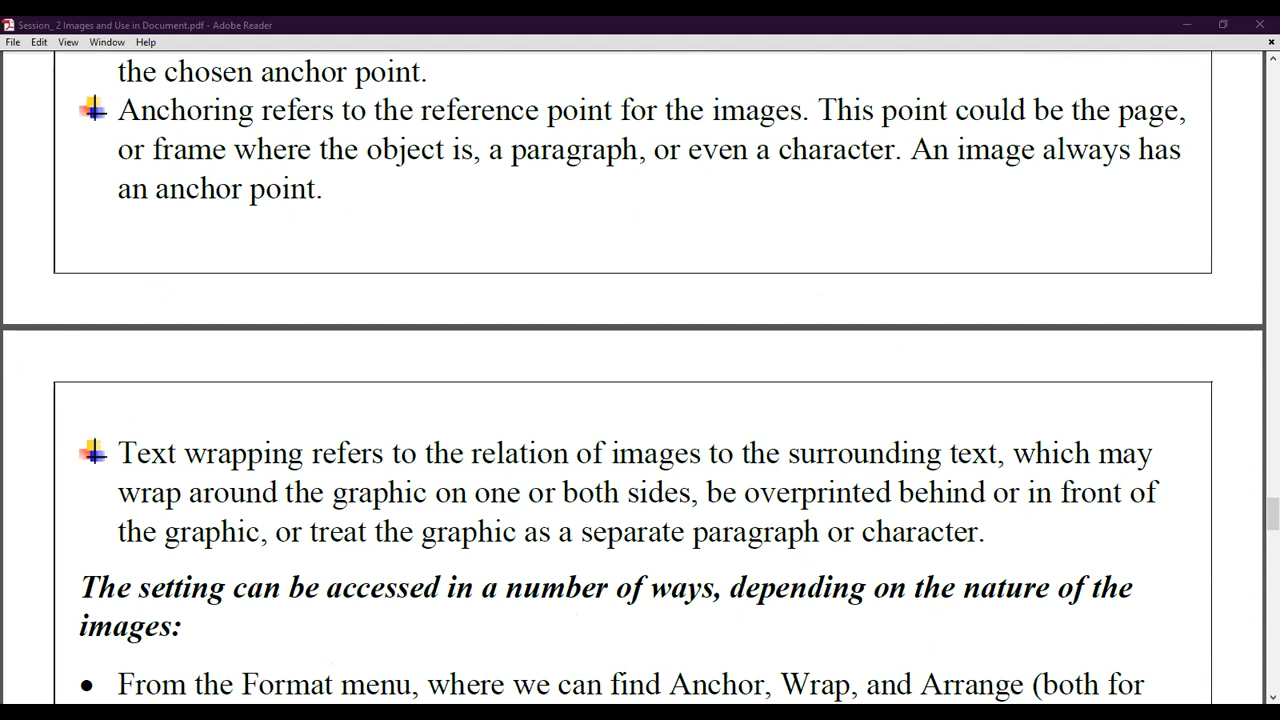 Session_ 2 Images and Use in Document.pdf - Adobe Reader
File Edit View Window Help
the chosen anchor point.
Anchoring refers to the reference point for the images. This point could be the page,
or frame where the object is, a paragraph, or even a character. An image always has
an anchor point.
Text wrapping refers to the relation of images to the surrounding text, which may
wrap around the graphic on one or both sides, be overprinted behind or in front of
the graphic, or treat the graphic as a separate paragraph or character.
The setting can be accessed in a number of ways, depending on the nature of the
images:
• From the Format menu, where we can find Anchor, Wrap, and Arrange (both for